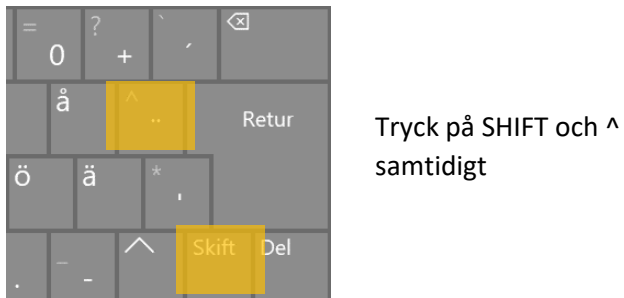 = ? `
0 + ´ ⌫
å ^ ¨ Retur
ö ä * '
. _ - ^ Skift Del
Tryck på SHIFT och ^
samtidigt